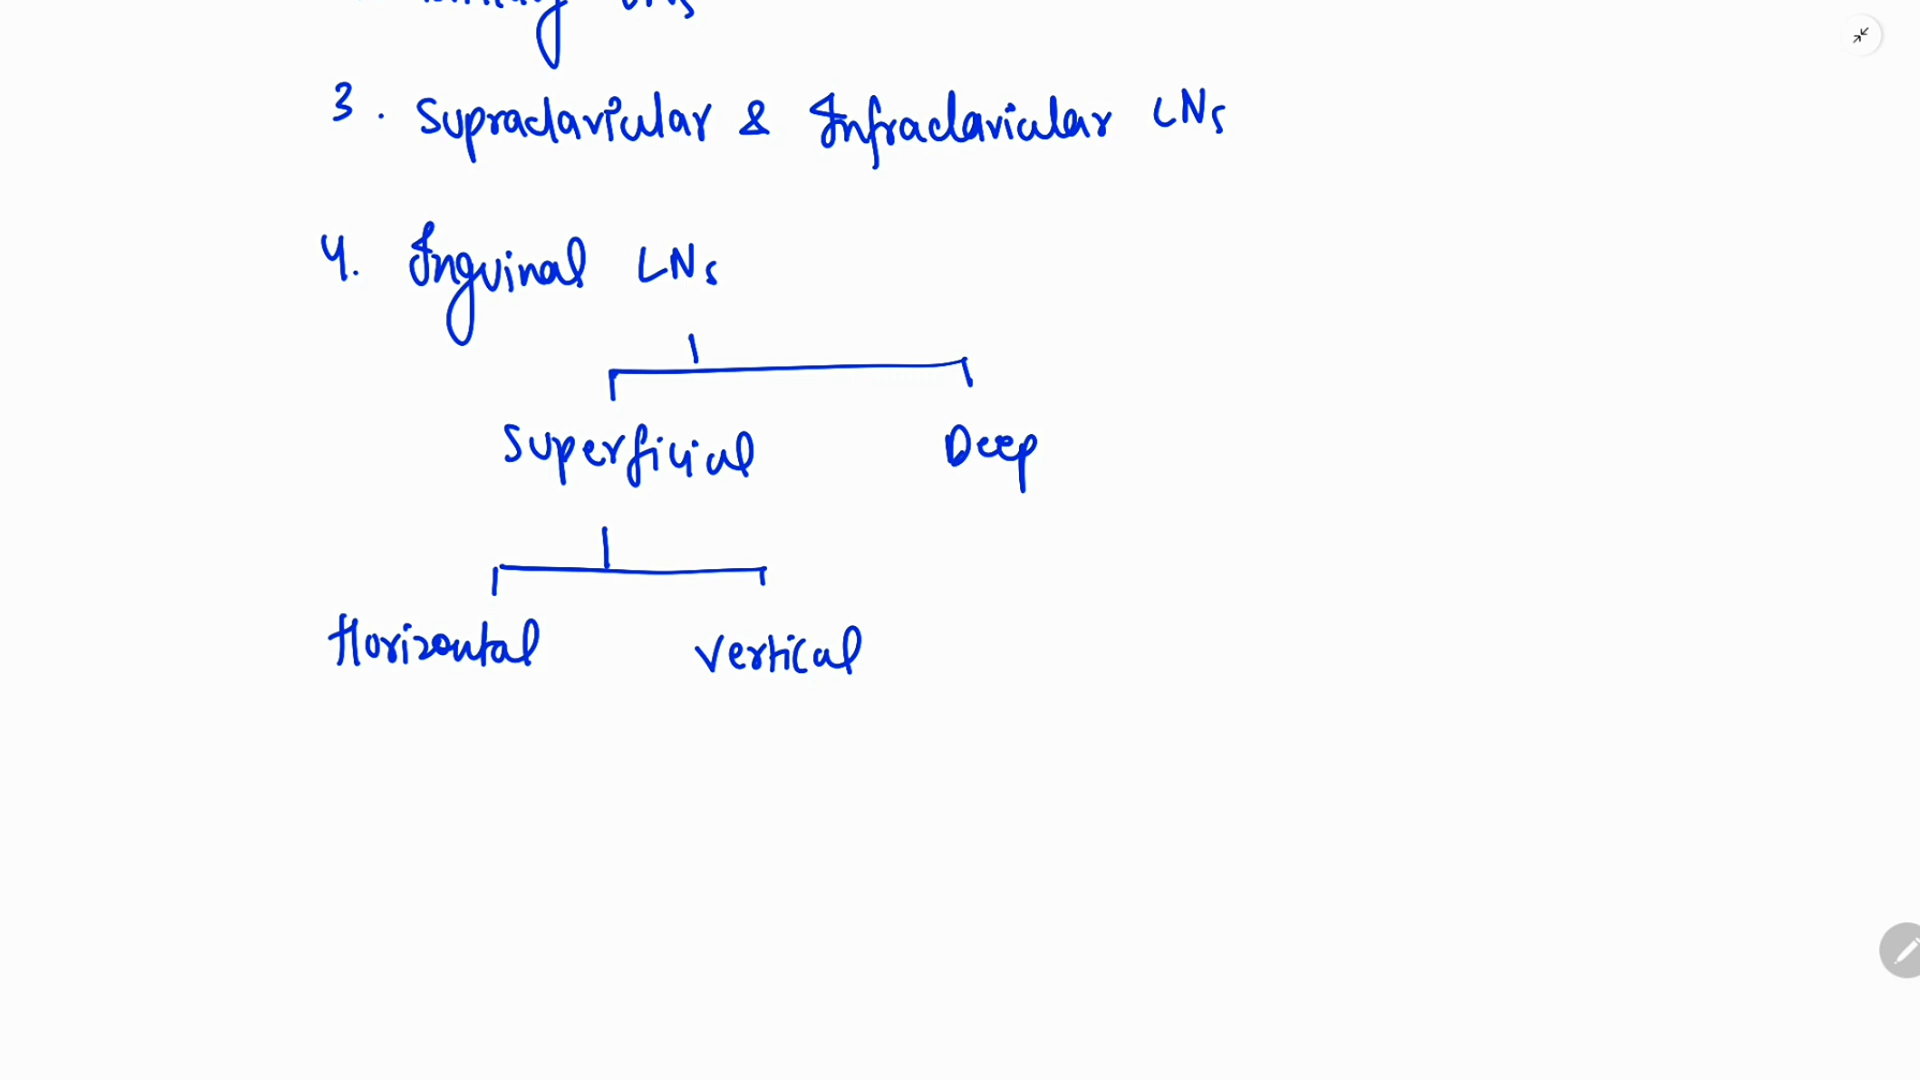 3. Supraclavicular & Infraclavicular LNs
4. Inguinal LNs
Superficial Deep
Horizontal Vertical